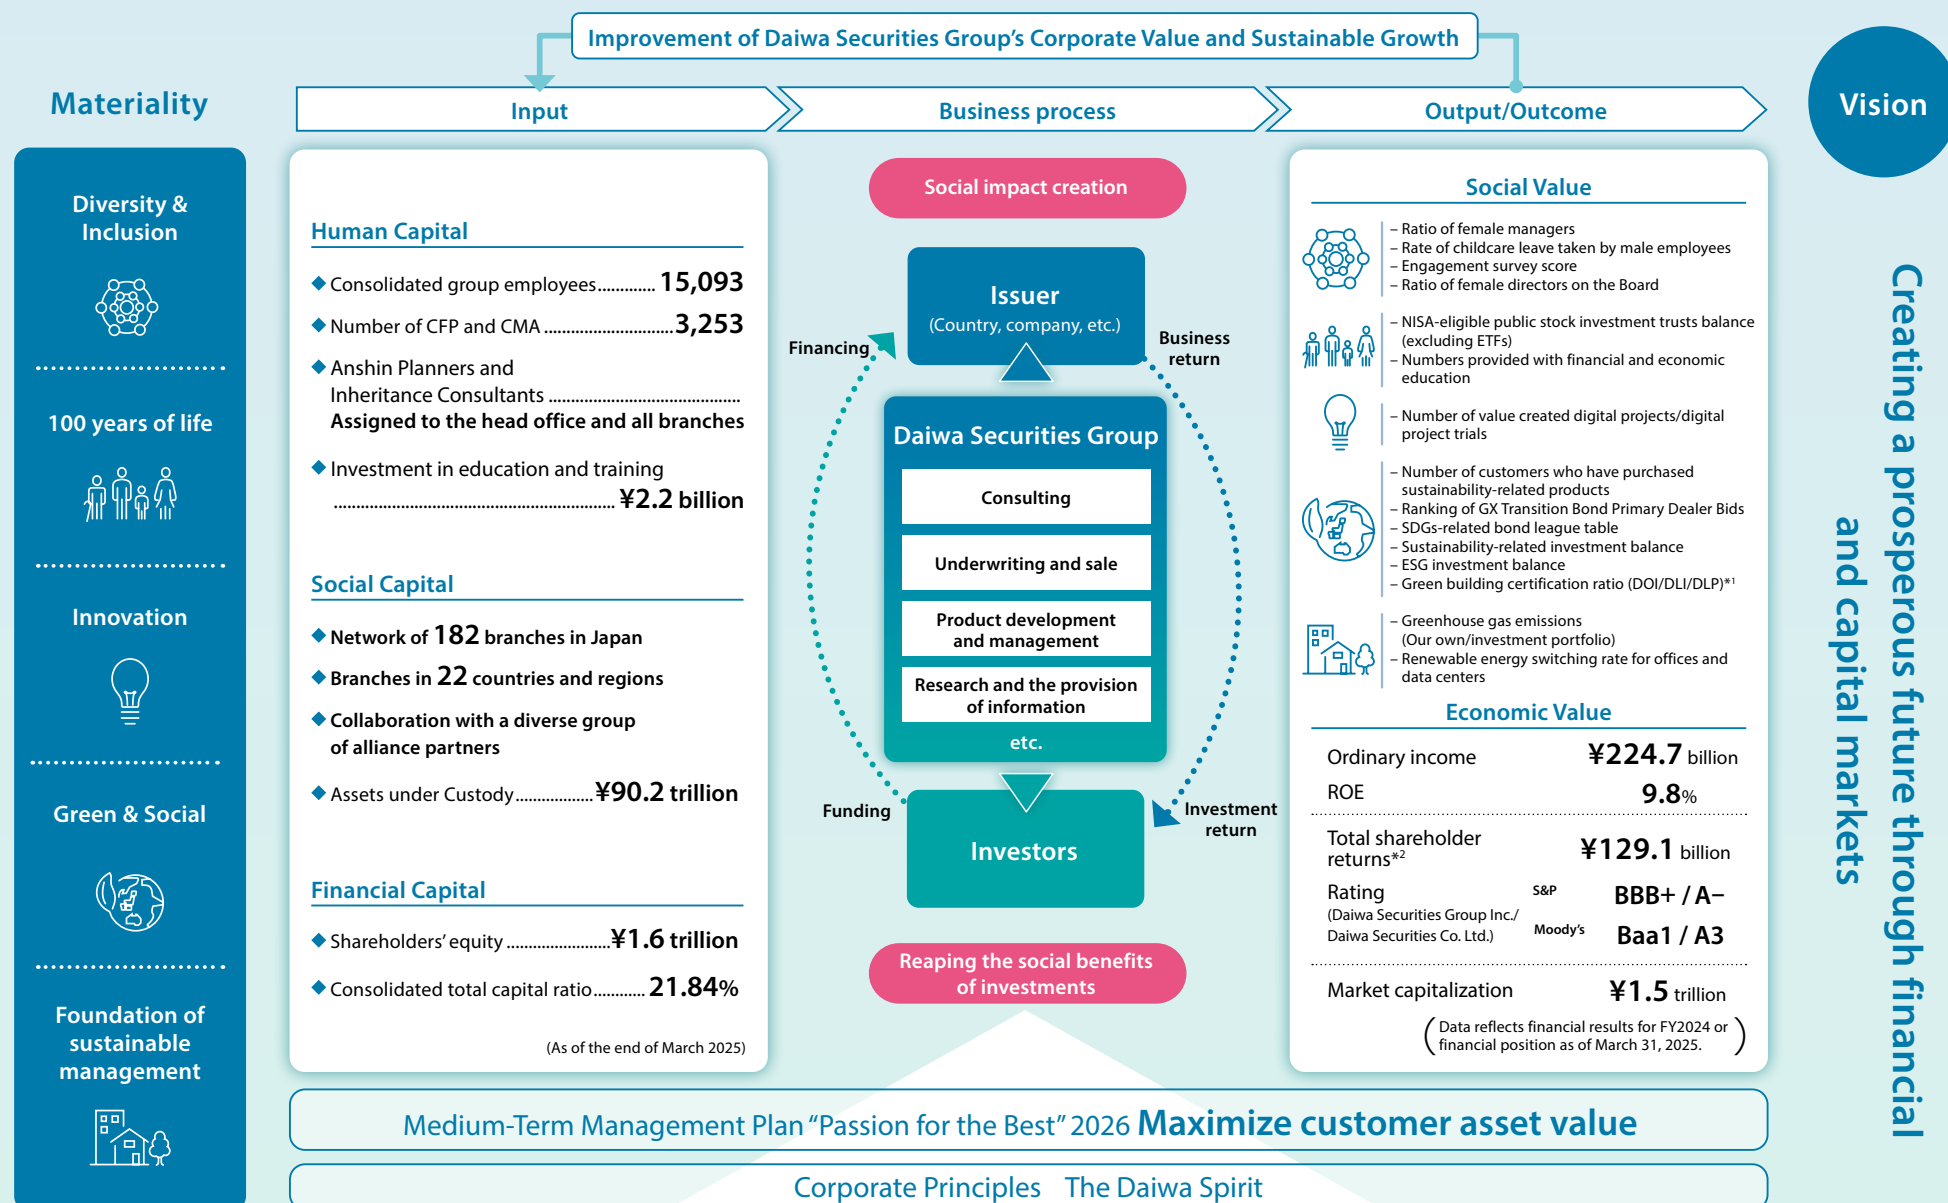 Improvement of Daiwa Securities Group's Corporate Value and Sustainable Growth
Materiality
Input
Business process
Output/Outcome
Vision
Diversity &
Inclusion
100 years of life
Innovation
Green & Social
Foundation of
sustainable
management
Human Capital
◆ Consolidated group employees............. 15,093
◆ Number of CFP and CMA .............................3,253
◆ Anshin Planners and
Inheritance Consultants ...........................................
Assigned to the head office and all branches
◆ Investment in education and training
............................................................... ¥2.2 billion
Social Capital
◆ Network of 182 branches in Japan
◆ Branches in 22 countries and regions
◆ Collaboration with a diverse group
of alliance partners
◆ Assets under Custody.................¥90.2 trillion
Financial Capital
◆ Shareholders' equity .......................¥1.6 trillion
◆ Consolidated total capital ratio............ 21.84%
(As of the end of March 2025)
Social impact creation
Issuer
(Country, company, etc.)
Financing
Business
return
Daiwa Securities Group
Consulting
Underwriting and sale
Product development
and management
Research and the provision
of information
etc.
Funding
Investment
return
Investors
Reaping the social benefits
of investments
Social Value
– Ratio of female managers
– Rate of childcare leave taken by male employees
– Engagement survey score
– Ratio of female directors on the Board
– NISA-eligible public stock investment trusts balance
(excluding ETFs)
– Numbers provided with financial and economic
education
– Number of value created digital projects/digital
project trials
– Number of customers who have purchased
sustainability-related products
– Ranking of GX Transition Bond Primary Dealer Bids
– SDGs-related bond league table
– Sustainability-related investment balance
– ESG investment balance
– Green building certification ratio (DOI/DLI/DLP)*1
– Greenhouse gas emissions
(Our own/investment portfolio)
– Renewable energy switching rate for offices and
data centers
Economic Value
Ordinary income ¥224.7 billion
ROE 9.8%
Total shareholder
returns*2 ¥129.1 billion
Rating S&P BBB+ / A−
(Daiwa Securities Group Inc./
Daiwa Securities Co. Ltd.) Moody's Baa1 / A3
Market capitalization ¥1.5 trillion
(Data reflects financial results for FY2024 or
financial position as of March 31, 2025.)
Creating a prosperous future through financial
and capital markets
Medium-Term Management Plan "Passion for the Best" 2026 Maximize customer asset value
Corporate Principles The Daiwa Spirit